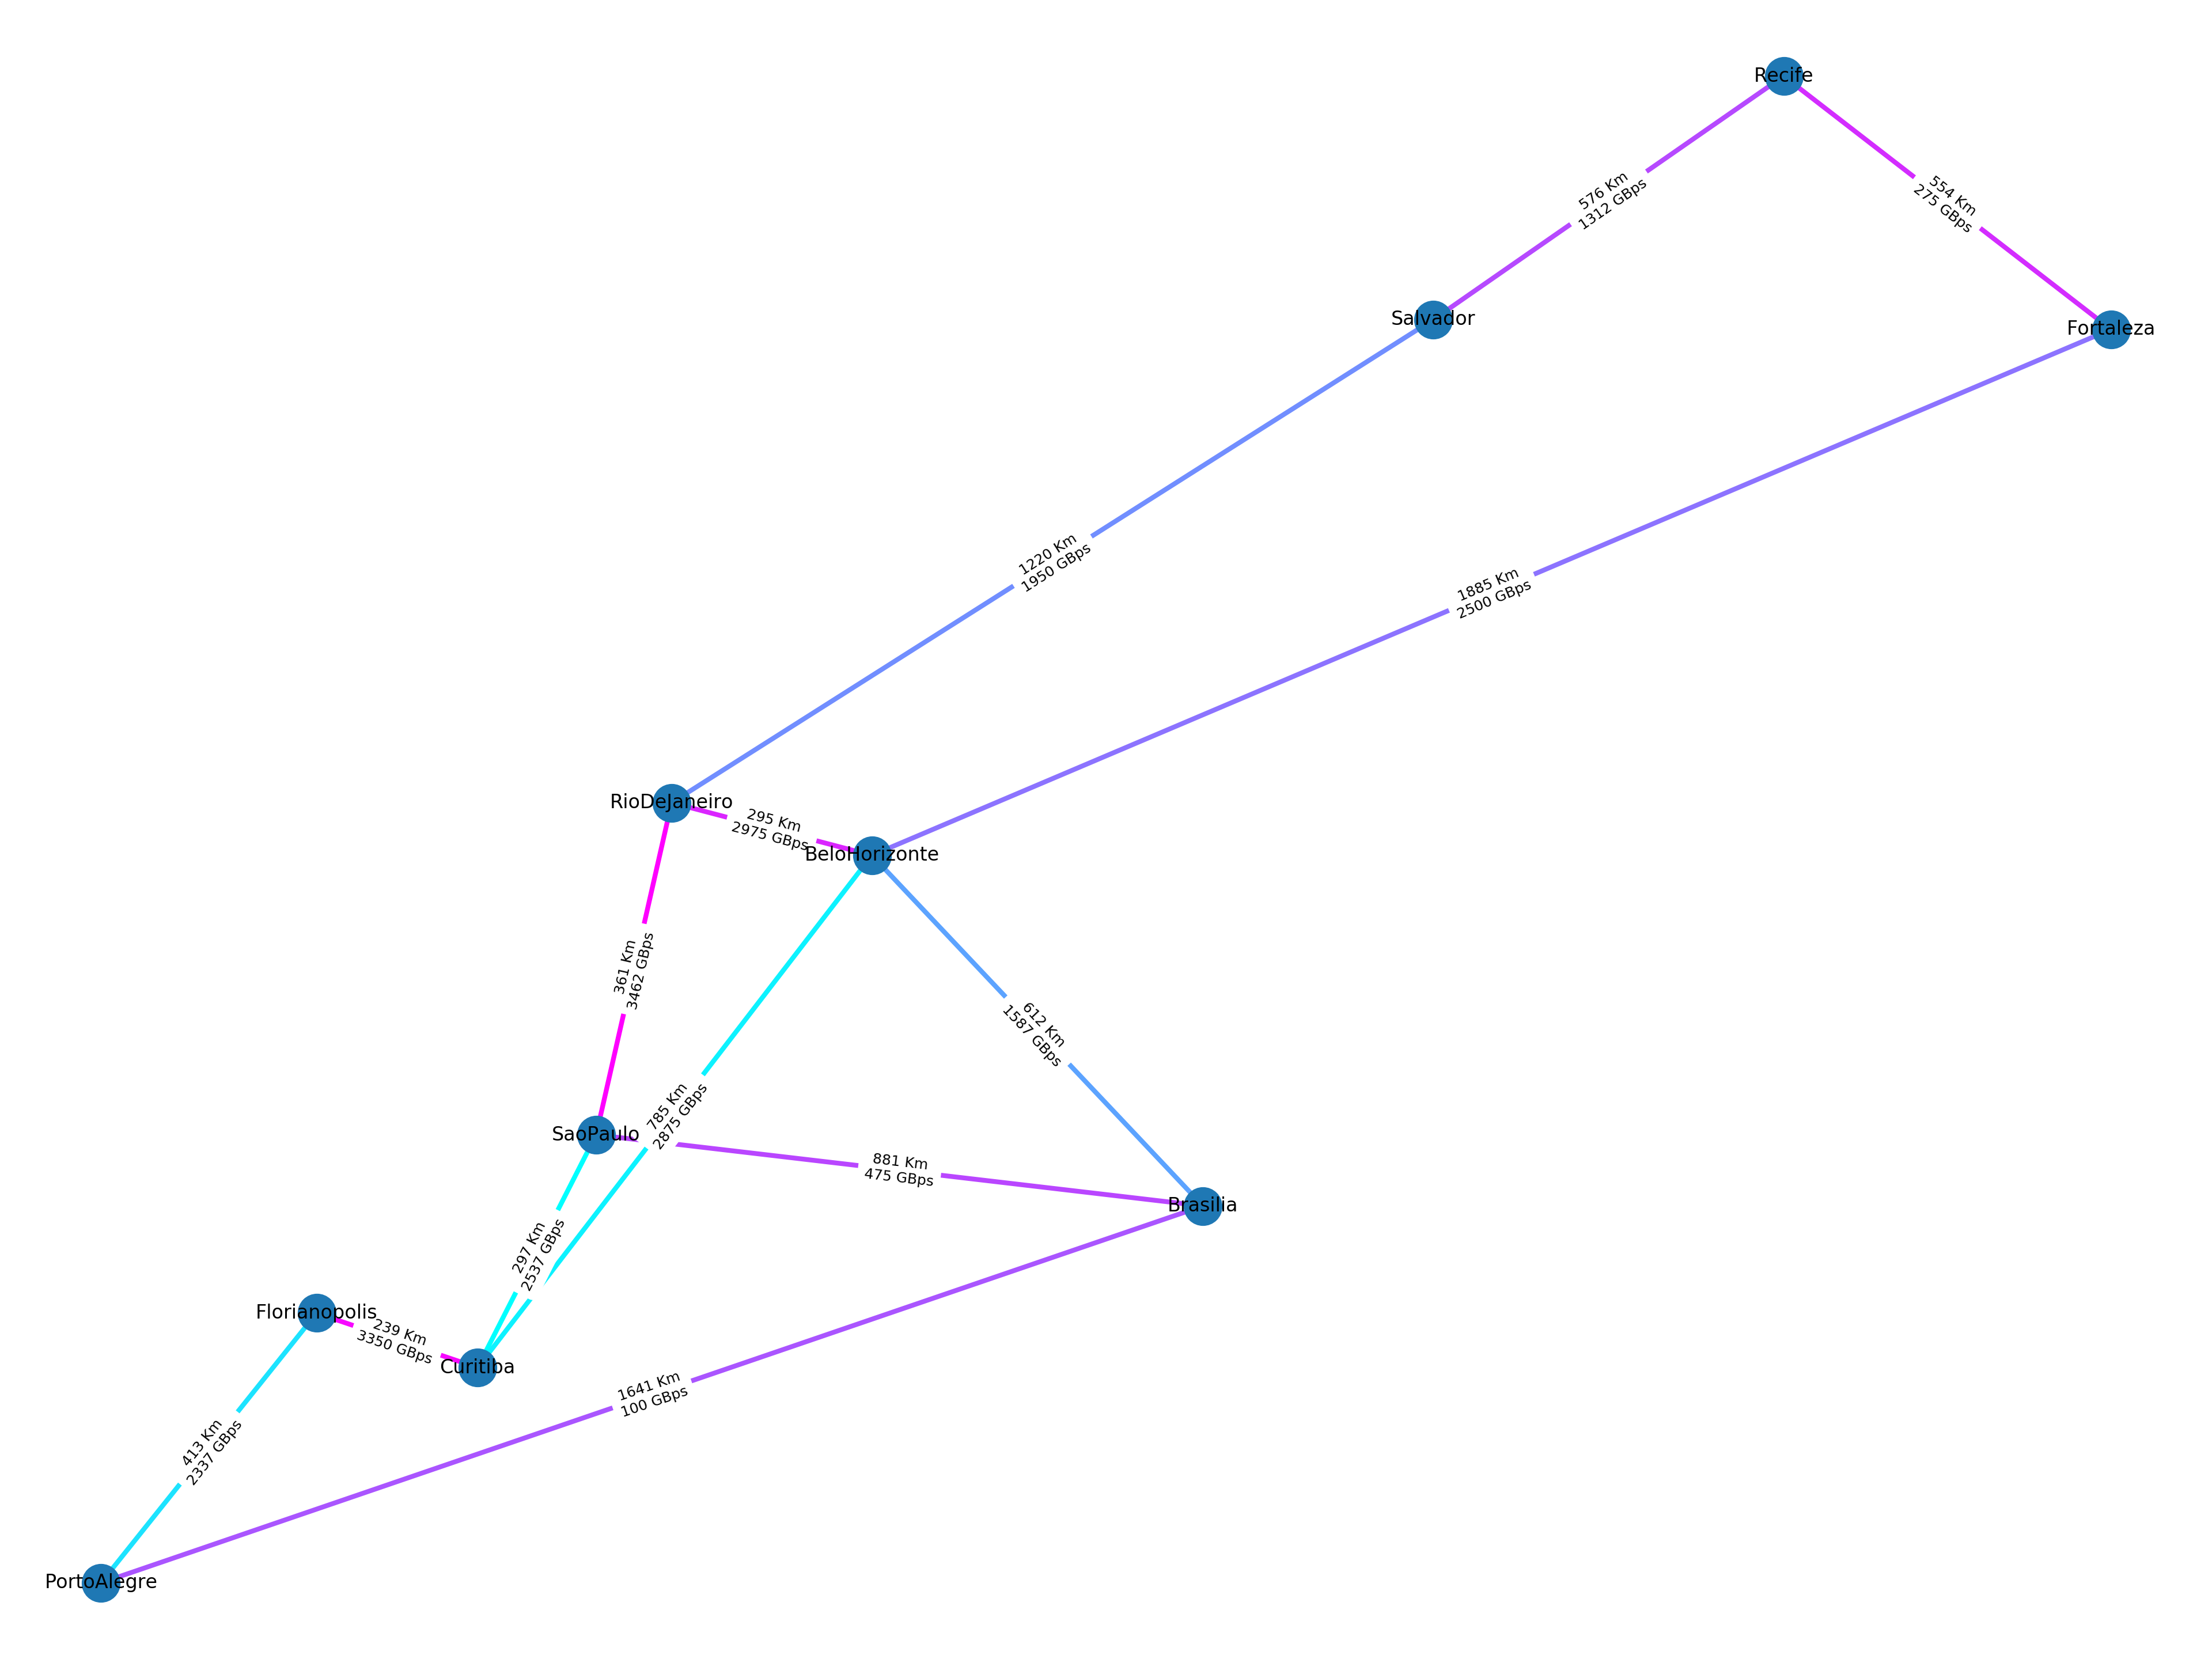 Recife
576 Km
1312 GBps
554 Km
275 GBps
Salvador
Fortaleza
1220 Km
1950 GBps
1885 Km
2500 GBps
RioDeJaneiro
295 Km
2975 GBps
BeloHorizonte
361 Km
3462 GBps
612 Km
1587 GBps
785 Km
2875 GBps
SaoPaulo
881 Km
475 GBps
Brasilia
297 Km
2537 GBps
Florianopolis
239 Km
3350 GBps
Curitiba
1641 Km
100 GBps
413 Km
2337 GBps
PortoAlegre